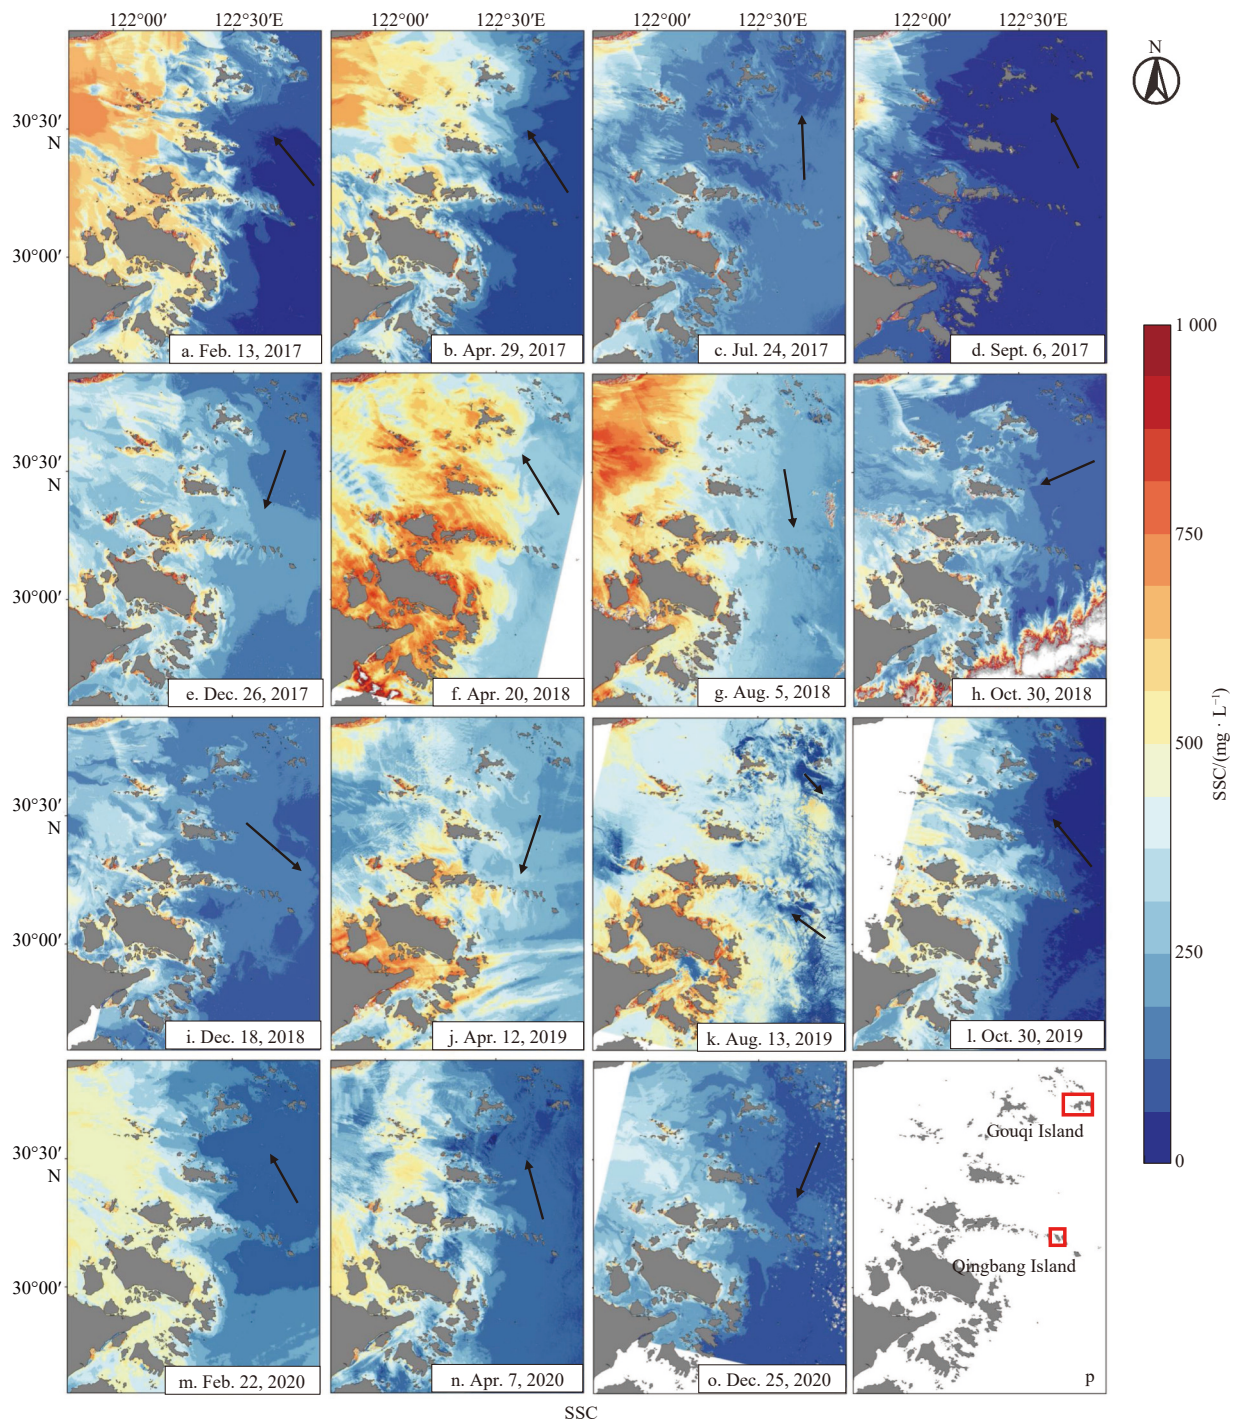 122°00′ 122°30′E 122°00′ 122°30′E 122°00′ 122°30′E 122°00′ 122°30′E
N
30°30′
N
30°00′
a. Feb. 13, 2017
b. Apr. 29, 2017
c. Jul. 24, 2017
d. Sept. 6, 2017
30°30′
N
30°00′
e. Dec. 26, 2017
f. Apr. 20, 2018
g. Aug. 5, 2018
h. Oct. 30, 2018
30°30′
N
30°00′
i. Dec. 18, 2018
j. Apr. 12, 2019
k. Aug. 13, 2019
l. Oct. 30, 2019
30°30′
N
30°00′
m. Feb. 22, 2020
n. Apr. 7, 2020
o. Dec. 25, 2020
Gouqi Island
Qingbang Island
p
1 000
750
500
250
0
SSC/(mg · L⁻¹)
SSC